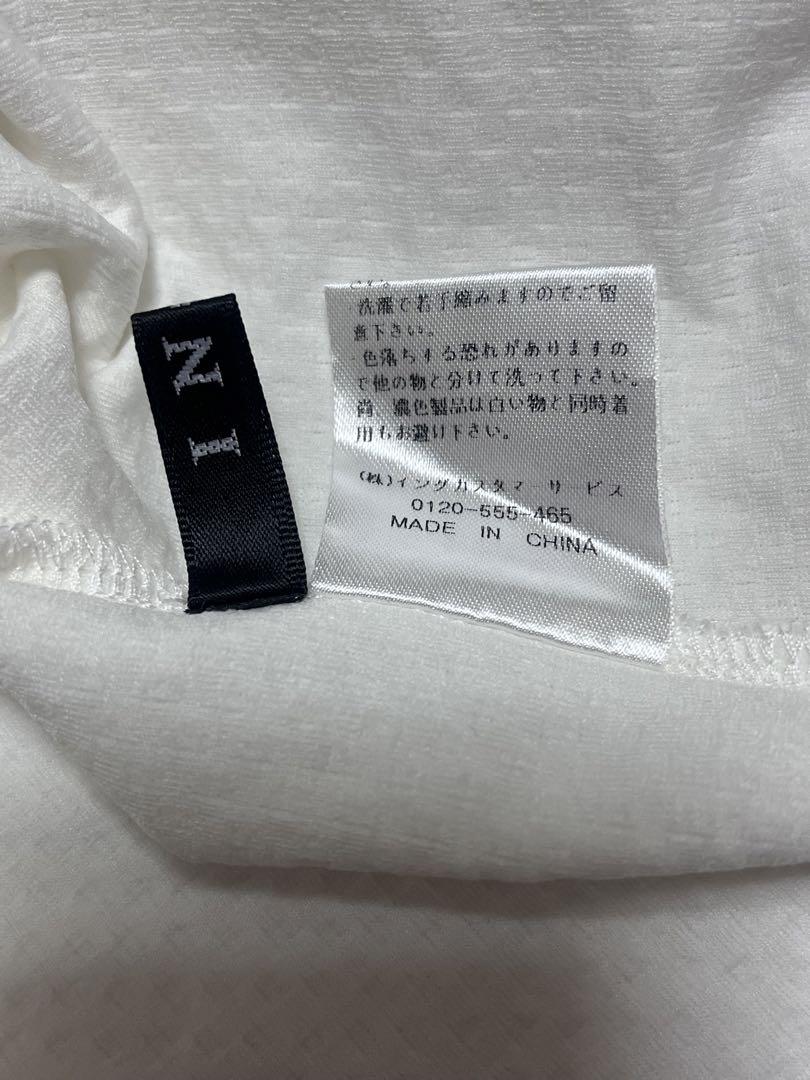 N I
洗濯で若干縮みますのでご留
意下さい。
・色落ちする恐れがありますの
で他の物と分けて洗って下さい。
尚、濃色製品は白い物と同時着
用もお避け下さい。
(株)イングカスタマーサービス
0120-555-465
MADE IN CHINA